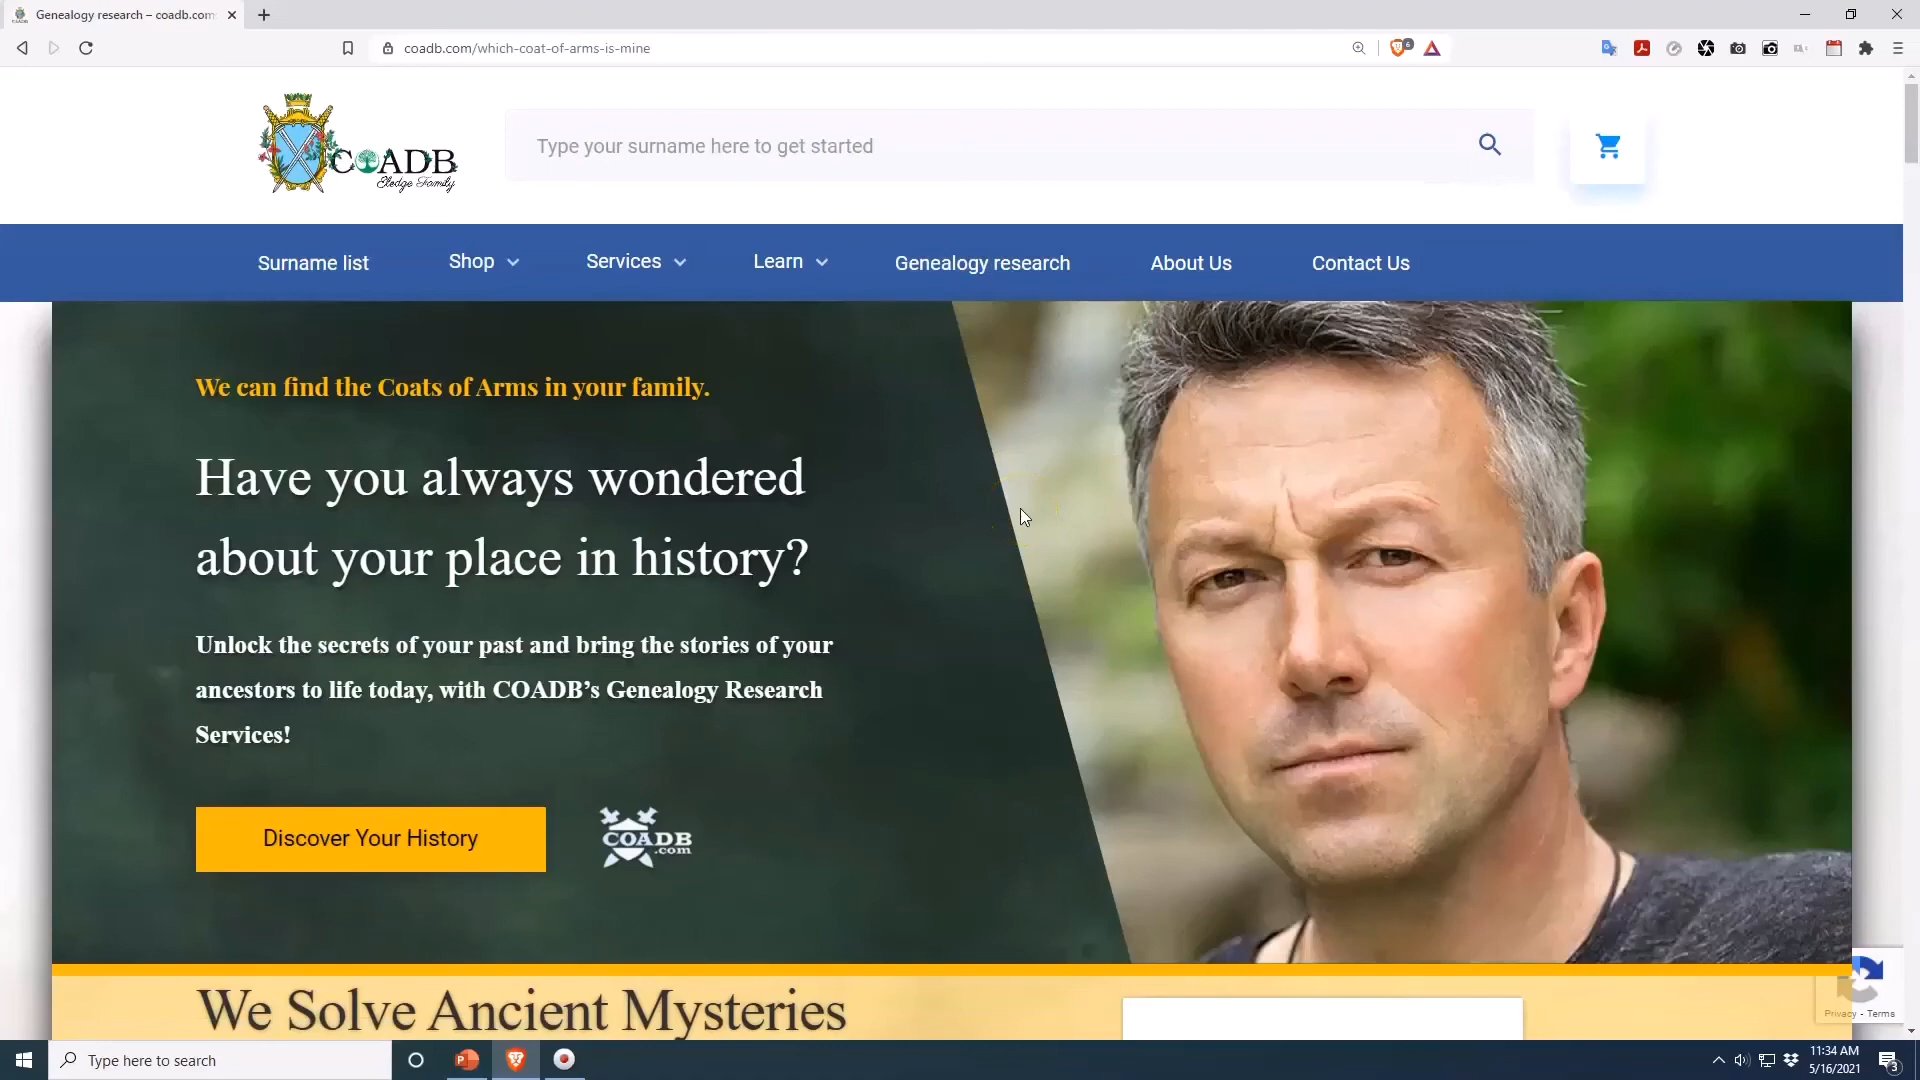 Genealogy research – coadb.com
coadb.com/which-coat-of-arms-is-mine
6
COADB
Eledge Family
Type your surname here to get started
Surname list
Shop
Services
Learn
Genealogy research
About Us
Contact Us
We can find the Coats of Arms in your family.
Have you always wondered
about your place in history?
Unlock the secrets of your past and bring the stories of your
ancestors to life today, with COADB’s Genealogy Research
Services!
Discover Your History
COADB
.com
We Solve Ancient Mysteries
Privacy - Terms
Type here to search
11:34 AM
5/16/2021
3